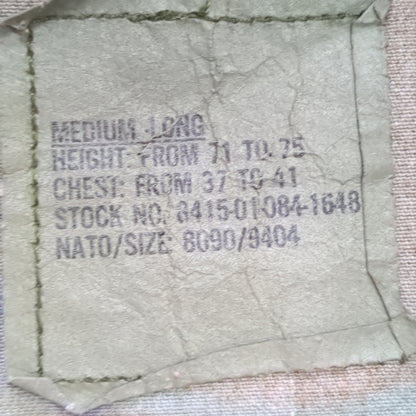 MEDIUM-LONG
HEIGHT: FROM 71 TO 75
CHEST: FROM 37 TO 41
STOCK NO. 8415-01-084-1648
NATO/SIZE: 8090/9404